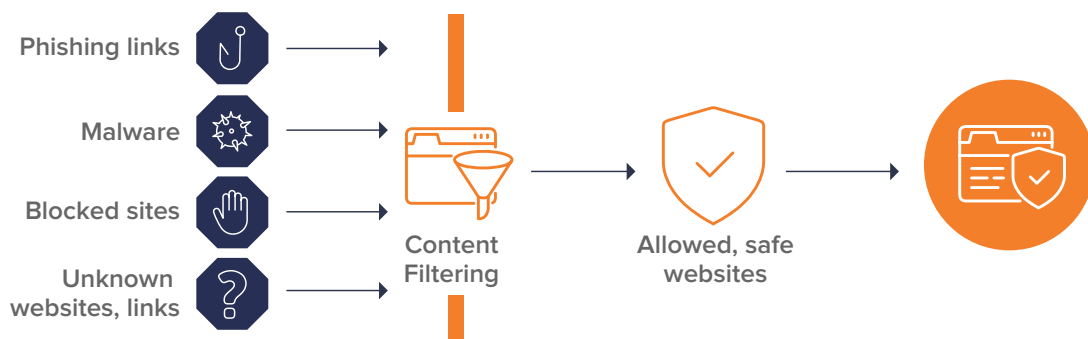 Phishing links
Malware
Blocked sites
Unknown
websites, links
Content
Filtering
Allowed, safe
websites